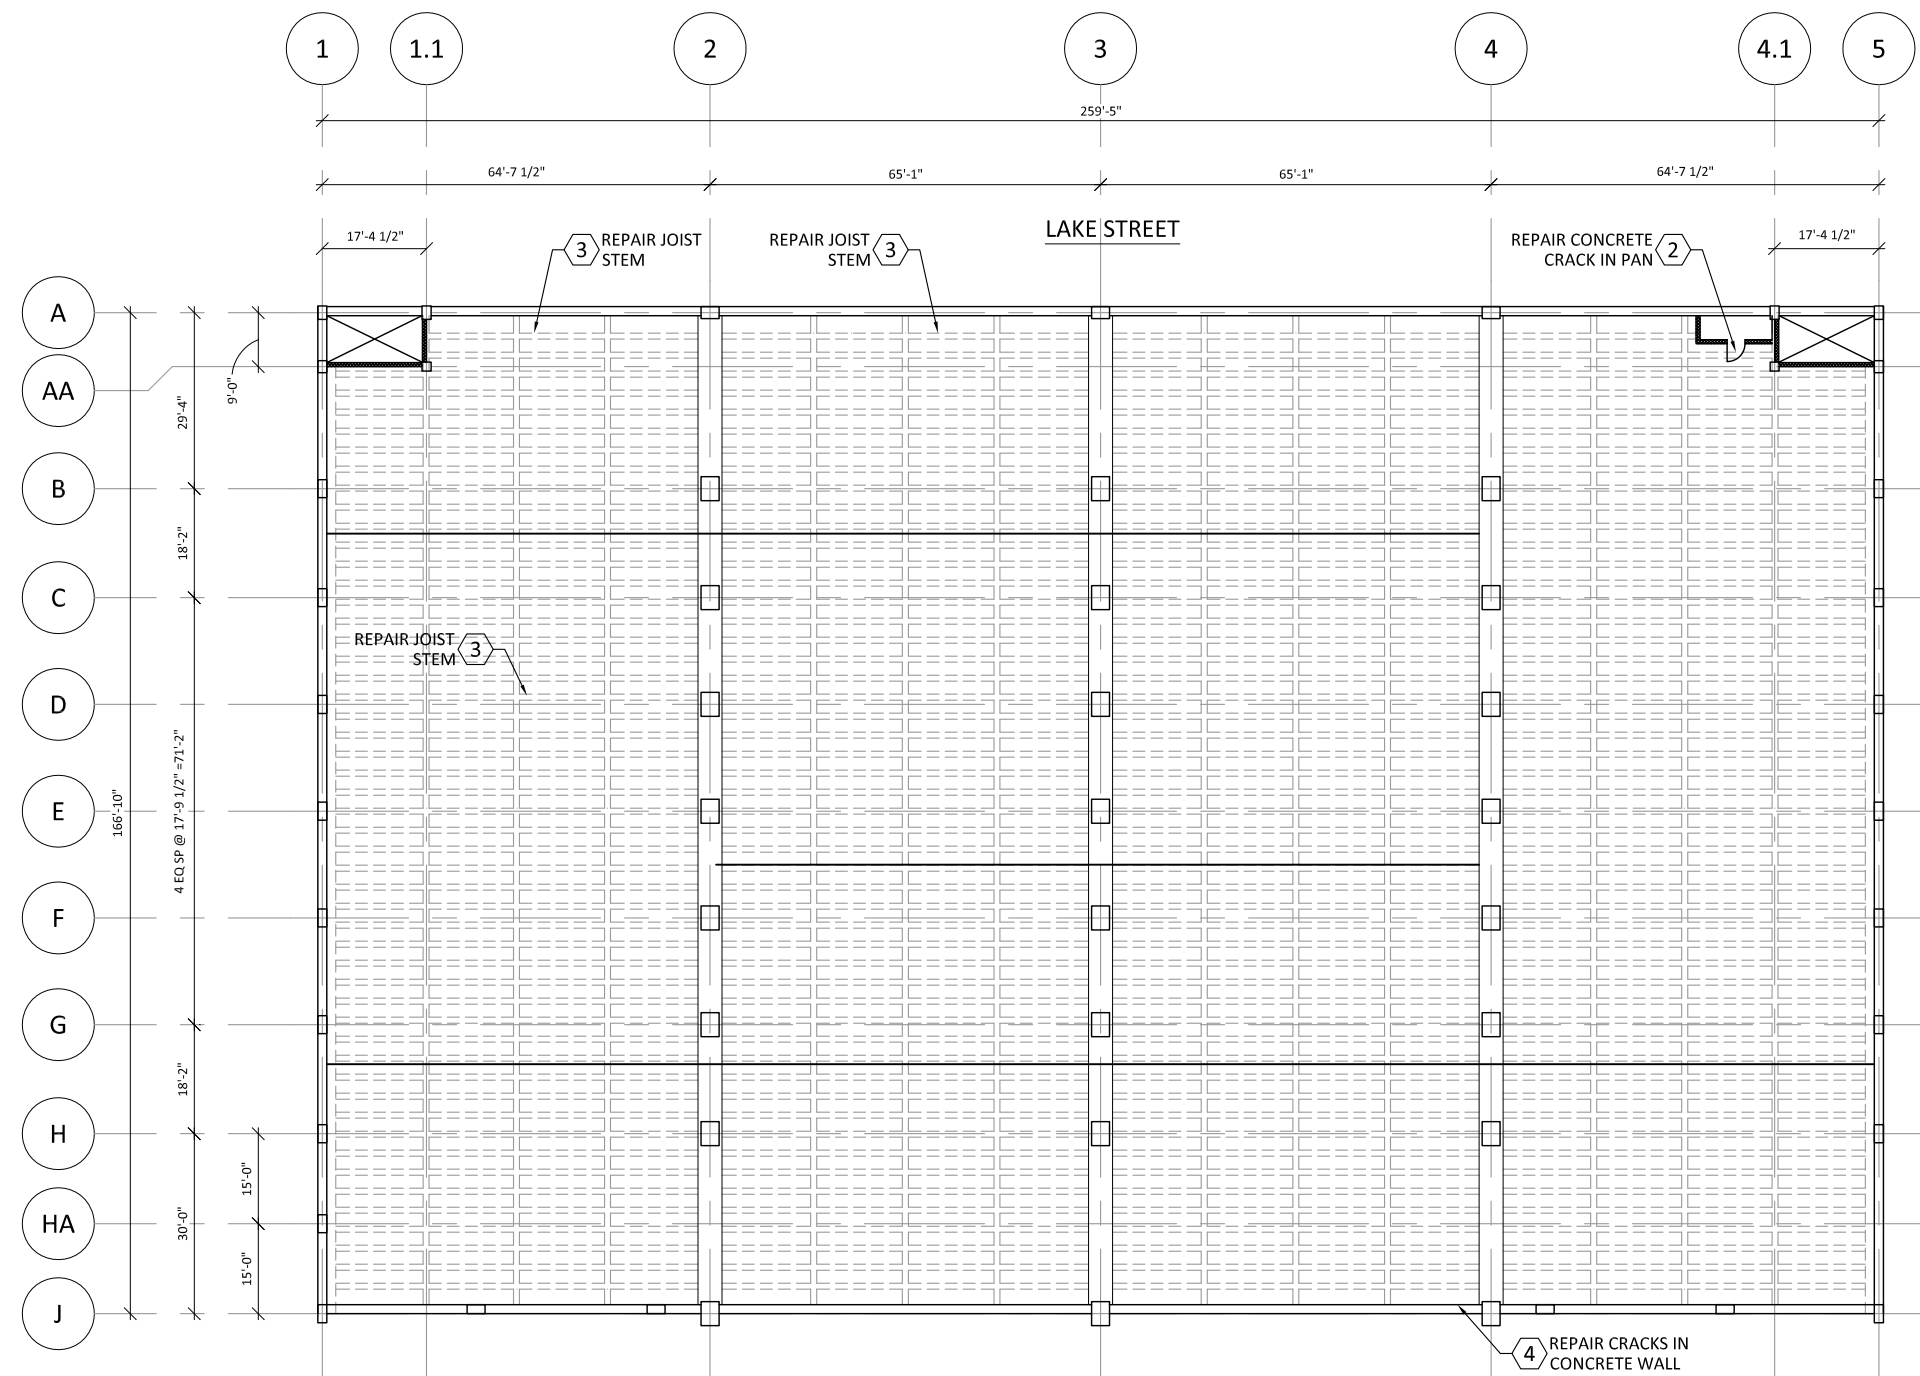 1
1.1
2
3
4
4.1
5
259'-5"
64'-7 1/2"
65'-1"
65'-1"
64'-7 1/2"
LAKE STREET
17'-4 1/2"
3
REPAIR JOIST
STEM
REPAIR JOIST
STEM
3
REPAIR CONCRETE
CRACK IN PAN
2
17'-4 1/2"
A
AA
9'-0"
29'-4"
B
18'-2"
C
REPAIR JOIST
STEM
3
D
4 EQ SP @ 17'-9 1/2" =71'-2"
166'-10"
E
F
G
18'-2"
H
15'-0"
HA
30'-0"
15'-0"
J
4
REPAIR CRACKS IN
CONCRETE WALL